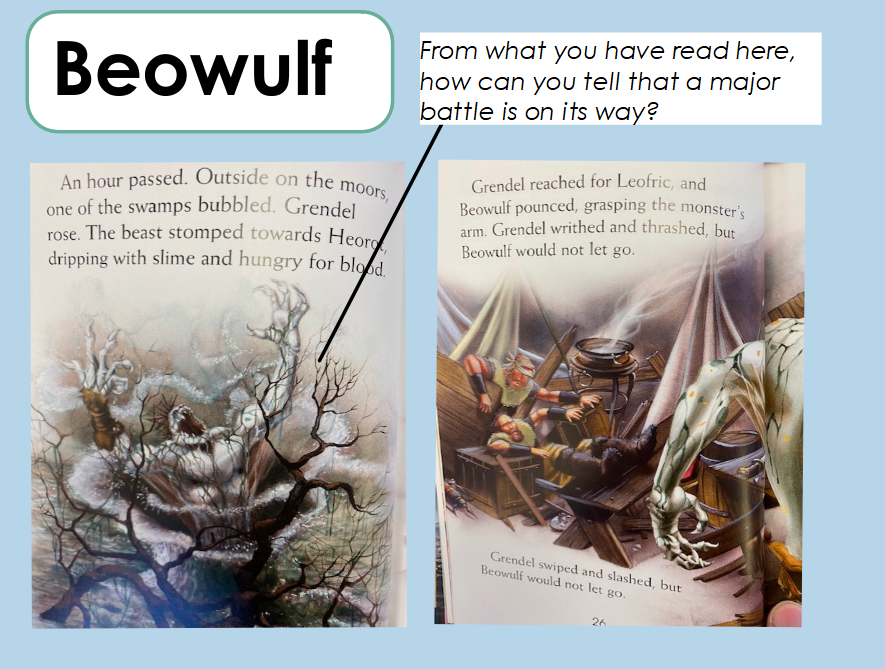 Beowulf
From what you have read here,
how can you tell that a major
battle is on its way?
An hour passed. Outside on the moors,
one of the swamps bubbled. Grendel
rose. The beast stomped towards Heorot,
dripping with slime and hungry for blood.
Grendel reached for Leofric, and
Beowulf pounced, grasping the monster's
arm. Grendel writhed and thrashed, but
Beowulf would not let go.
Grendel swiped and slashed, but
Beowulf would not let go.
26